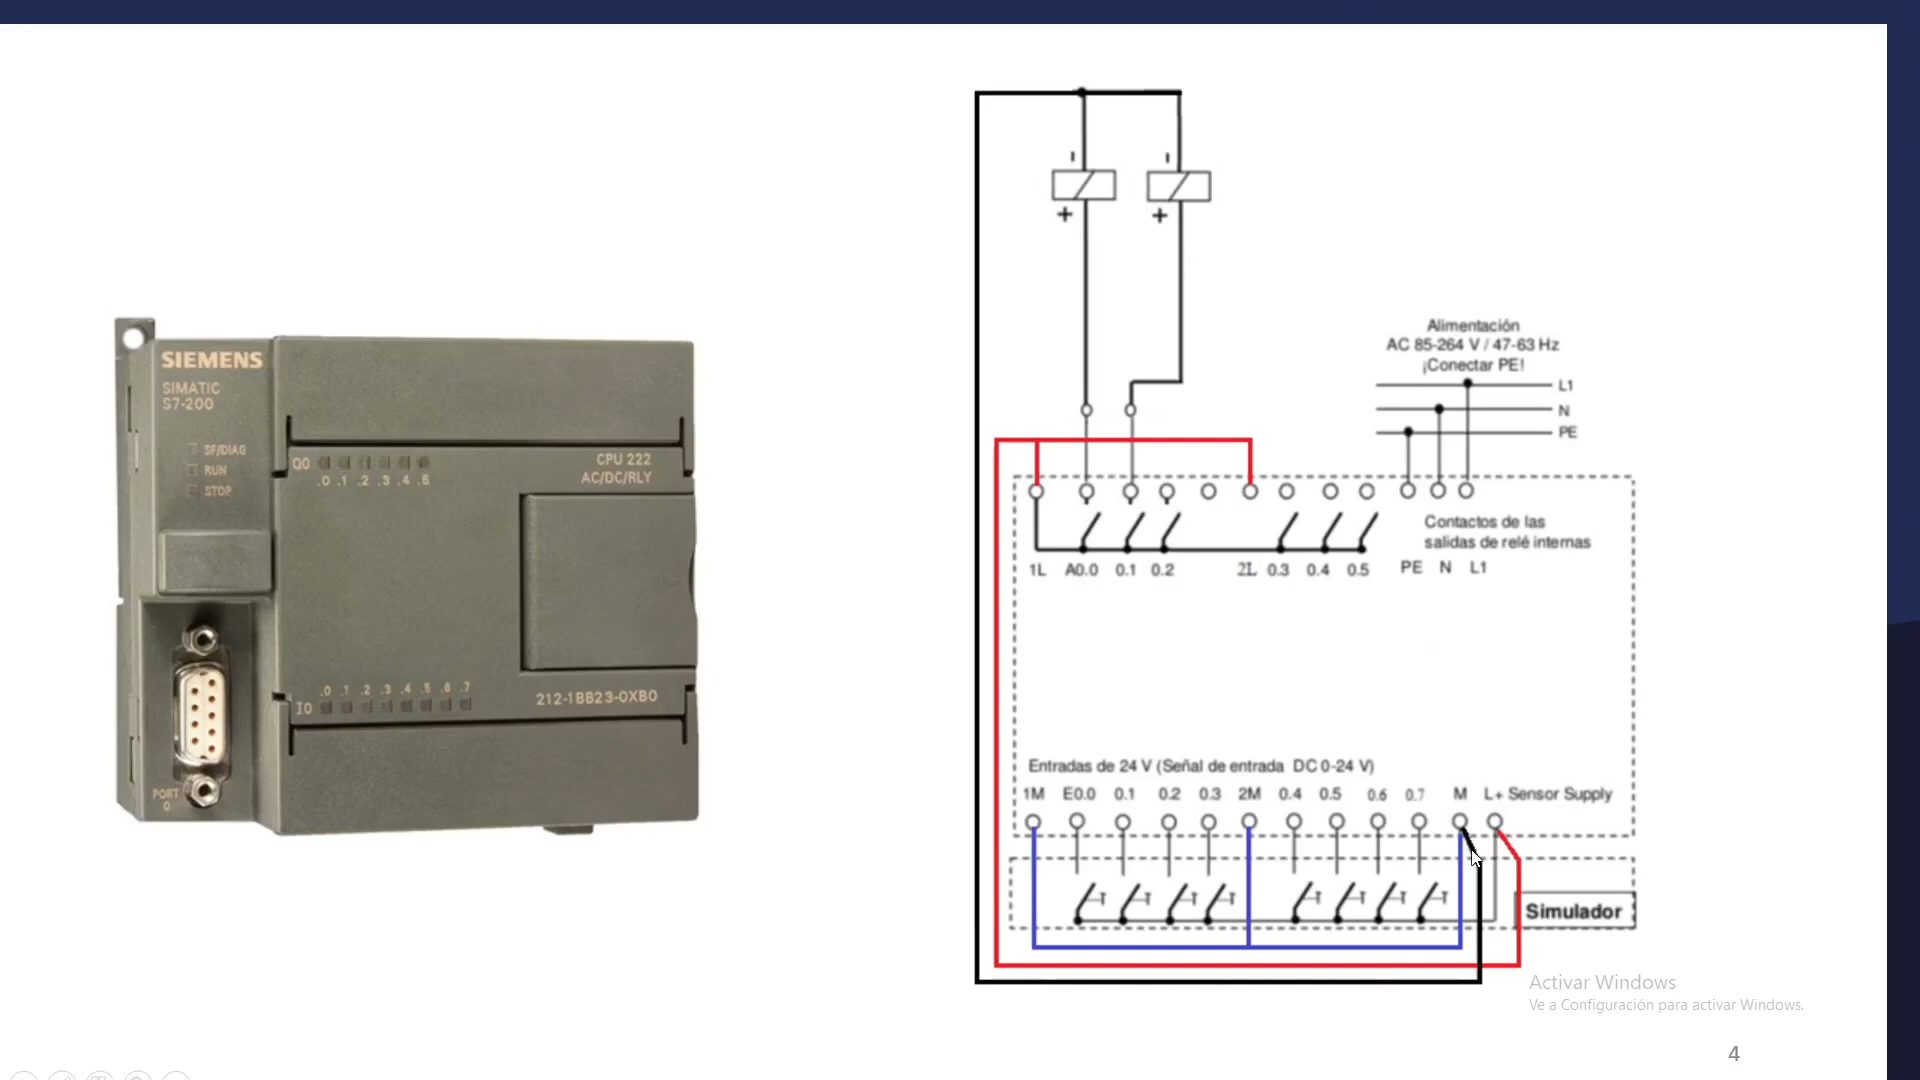 SIEMENS
SIMATIC
S7-200
SF/DIAG
RUN
STOP
Q0
.0 .1 .2 .3 .4 .5
CPU 222
AC/DC/RLY
.0 .1 .2 .3 .4 .5 .6 .7
I0
212-1BB23-0XB0
PORT
0
- -
+ +
Alimentación
AC 85-264 V / 47-63 Hz
¡Conectar PE!
L1
N
PE
Contactos de las
salidas de relé internas
1L A0.0 0.1 0.2 2L 0.3 0.4 0.5 PE N L1
Entradas de 24 V (Señal de entrada DC 0-24 V)
1M E0.0 0.1 0.2 0.3 2M 0.4 0.5 0.6 0.7 M L+ Sensor Supply
Simulador
Activar Windows
Ve a Configuración para activar Windows.
4